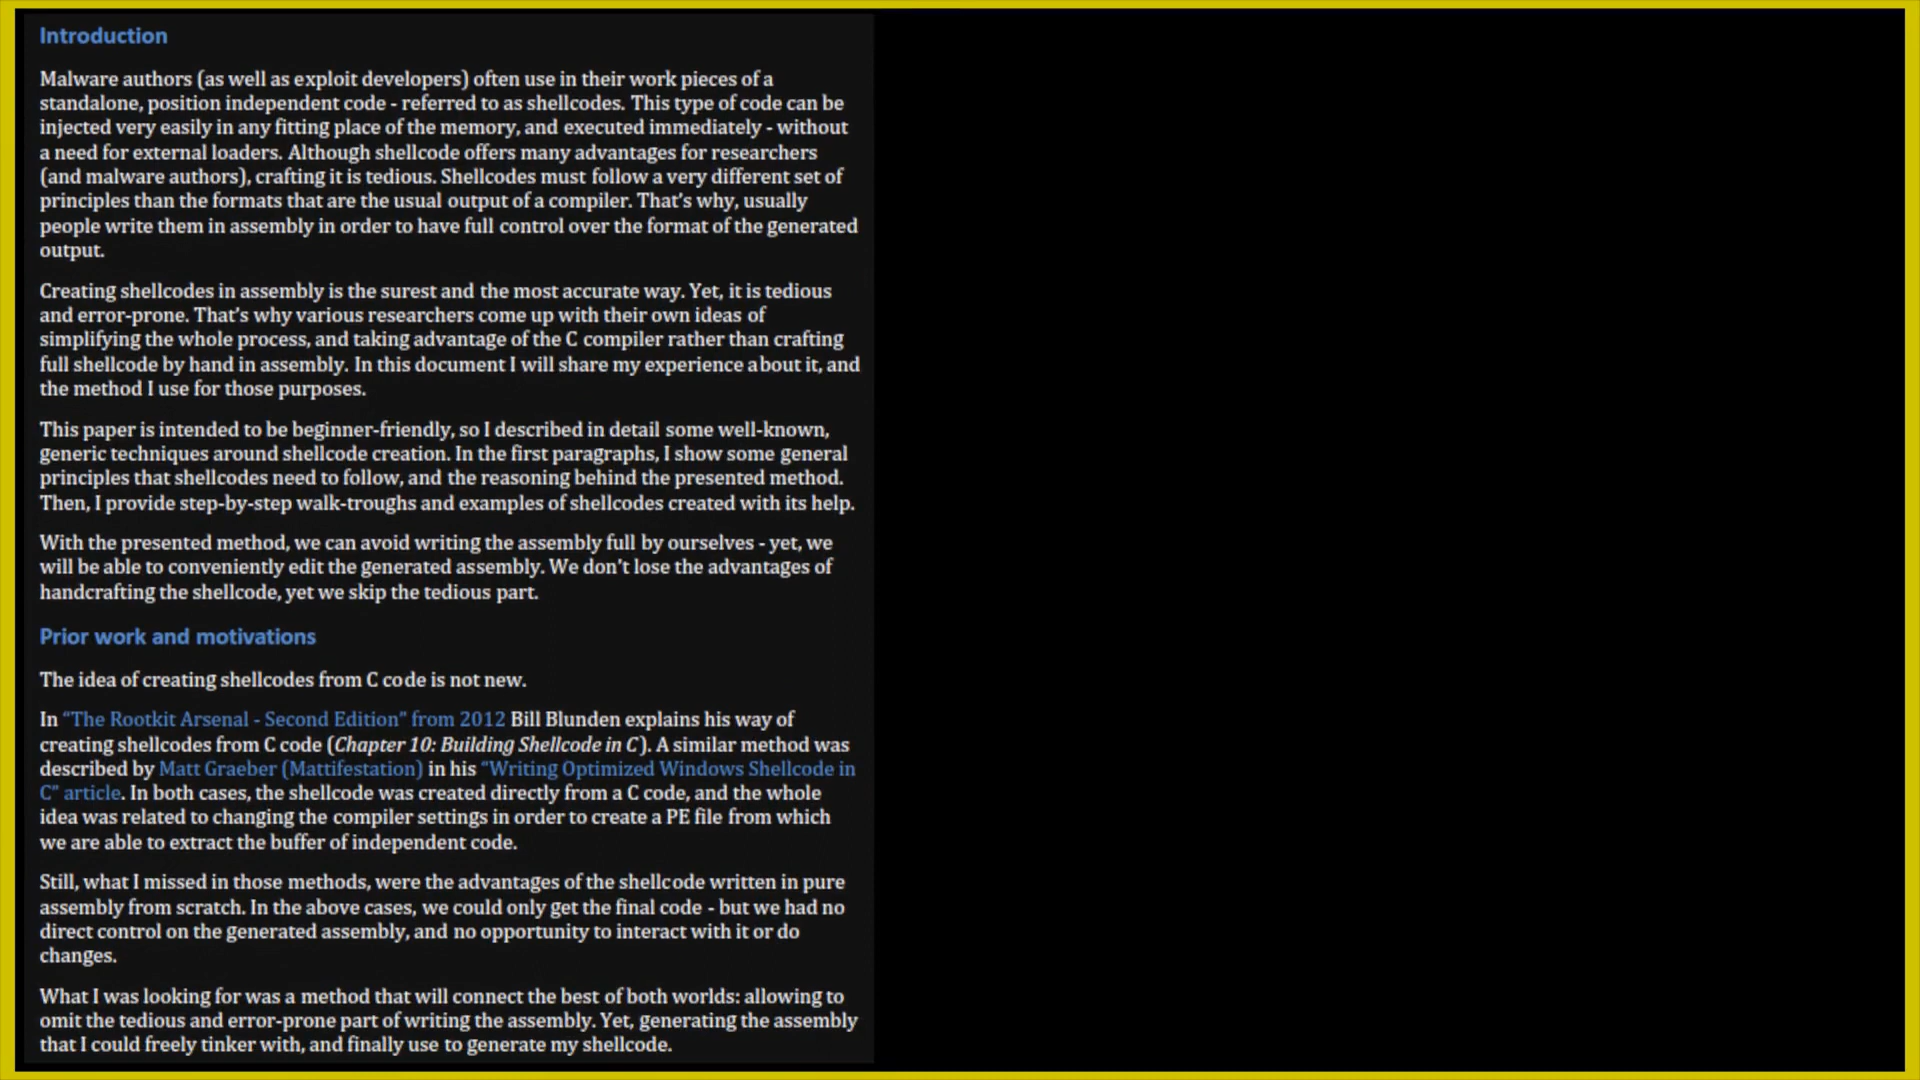 Introduction
Malware authors (as well as exploit developers) often use in their work pieces of a
standalone, position independent code - referred to as shellcodes. This type of code can be
injected very easily in any fitting place of the memory, and executed immediately - without
a need for external loaders. Although shellcode offers many advantages for researchers
(and malware authors), crafting it is tedious. Shellcodes must follow a very different set of
principles than the formats that are the usual output of a compiler. That's why, usually
people write them in assembly in order to have full control over the format of the generated
output.
Creating shellcodes in assembly is the surest and the most accurate way. Yet, it is tedious
and error-prone. That's why various researchers come up with their own ideas of
simplifying the whole process, and taking advantage of the C compiler rather than crafting
full shellcode by hand in assembly. In this document I will share my experience about it, and
the method I use for those purposes.
This paper is intended to be beginner-friendly, so I described in detail some well-known,
generic techniques around shellcode creation. In the first paragraphs, I show some general
principles that shellcodes need to follow, and the reasoning behind the presented method.
Then, I provide step-by-step walk-troughs and examples of shellcodes created with its help.
With the presented method, we can avoid writing the assembly full by ourselves - yet, we
will be able to conveniently edit the generated assembly. We don't lose the advantages of
handcrafting the shellcode, yet we skip the tedious part.
Prior work and motivations
The idea of creating shellcodes from C code is not new.
In “The Rootkit Arsenal - Second Edition” from 2012 Bill Blunden explains his way of
creating shellcodes from C code (Chapter 10: Building Shellcode in C). A similar method was
described by Matt Graeber (Mattifestation) in his “Writing Optimized Windows Shellcode in
C” article. In both cases, the shellcode was created directly from a C code, and the whole
idea was related to changing the compiler settings in order to create a PE file from which
we are able to extract the buffer of independent code.
Still, what I missed in those methods, were the advantages of the shellcode written in pure
assembly from scratch. In the above cases, we could only get the final code - but we had no
direct control on the generated assembly, and no opportunity to interact with it or do
changes.
What I was looking for was a method that will connect the best of both worlds: allowing to
omit the tedious and error-prone part of writing the assembly. Yet, generating the assembly
that I could freely tinker with, and finally use to generate my shellcode.